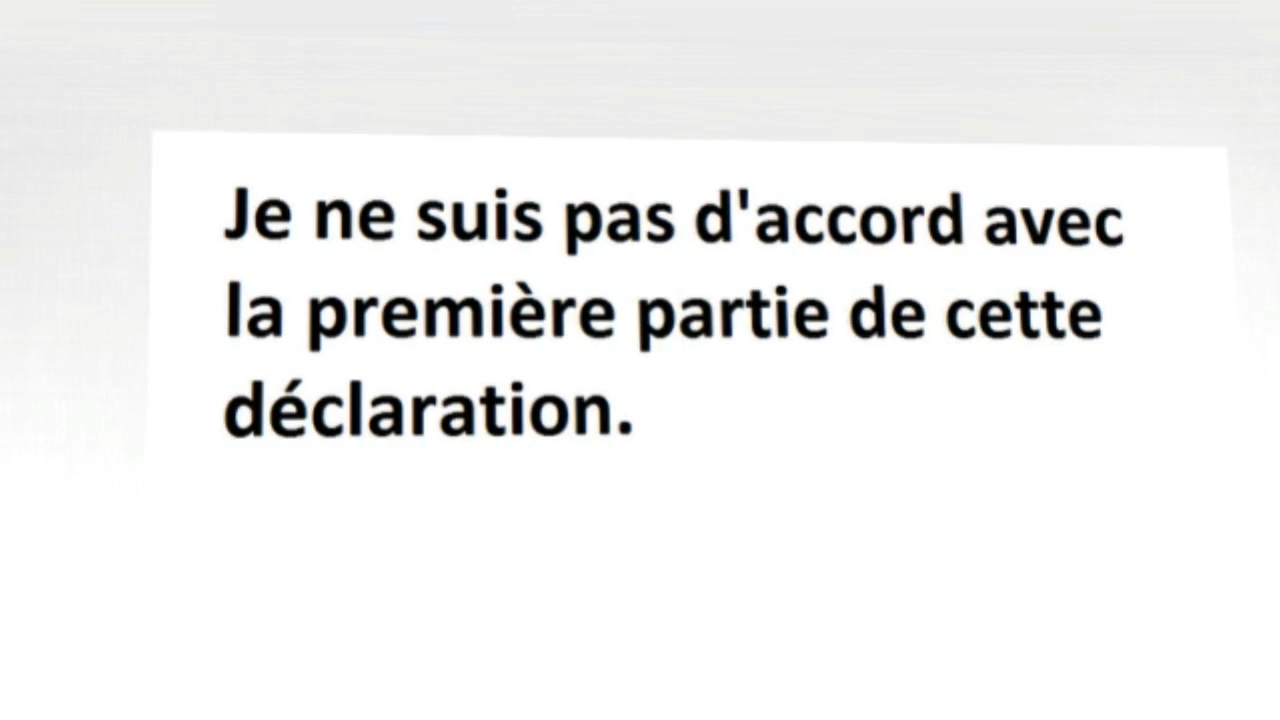 Je ne suis pas d'accord avec
la première partie de cette
déclaration.